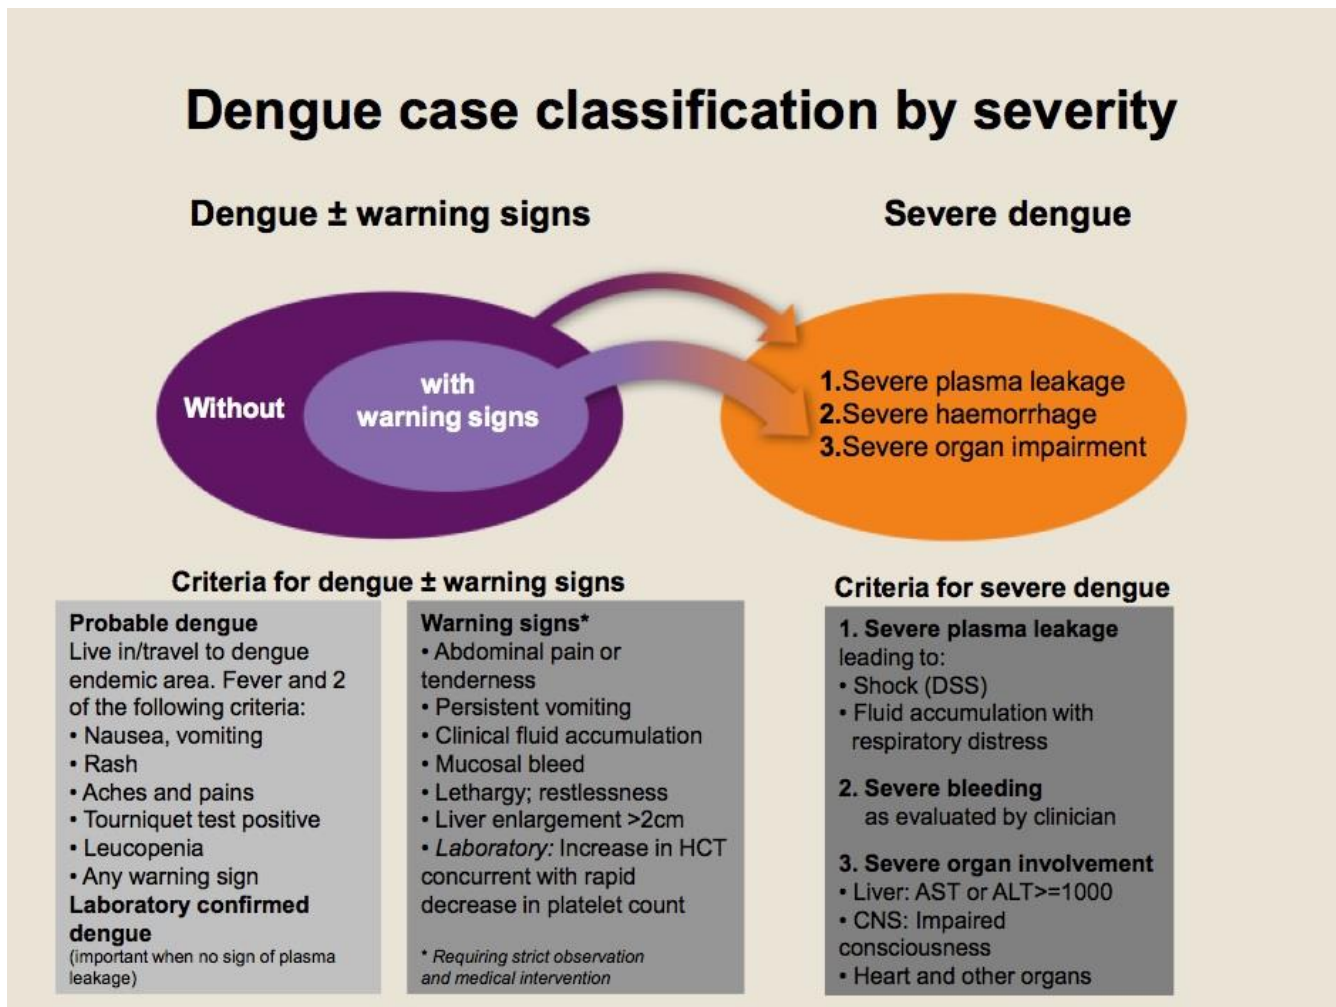 Dengue case classification by severity
Dengue ± warning signs
Severe dengue
Without
with
warning signs
1.Severe plasma leakage
2.Severe haemorrhage
3.Severe organ impairment
Criteria for dengue ± warning signs
Probable dengue
Live in/travel to dengue
endemic area. Fever and 2
of the following criteria:
• Nausea, vomiting
• Rash
• Aches and pains
• Tourniquet test positive
• Leucopenia
• Any warning sign
Laboratory confirmed
dengue
(important when no sign of plasma
leakage)
Warning signs*
• Abdominal pain or
tenderness
• Persistent vomiting
• Clinical fluid accumulation
• Mucosal bleed
• Lethargy; restlessness
• Liver enlargement >2cm
• Laboratory: Increase in HCT
concurrent with rapid
decrease in platelet count
* Requiring strict observation
and medical intervention
Criteria for severe dengue
1. Severe plasma leakage
leading to:
• Shock (DSS)
• Fluid accumulation with
respiratory distress
2. Severe bleeding
as evaluated by clinician
3. Severe organ involvement
• Liver: AST or ALT>=1000
• CNS: Impaired
consciousness
• Heart and other organs